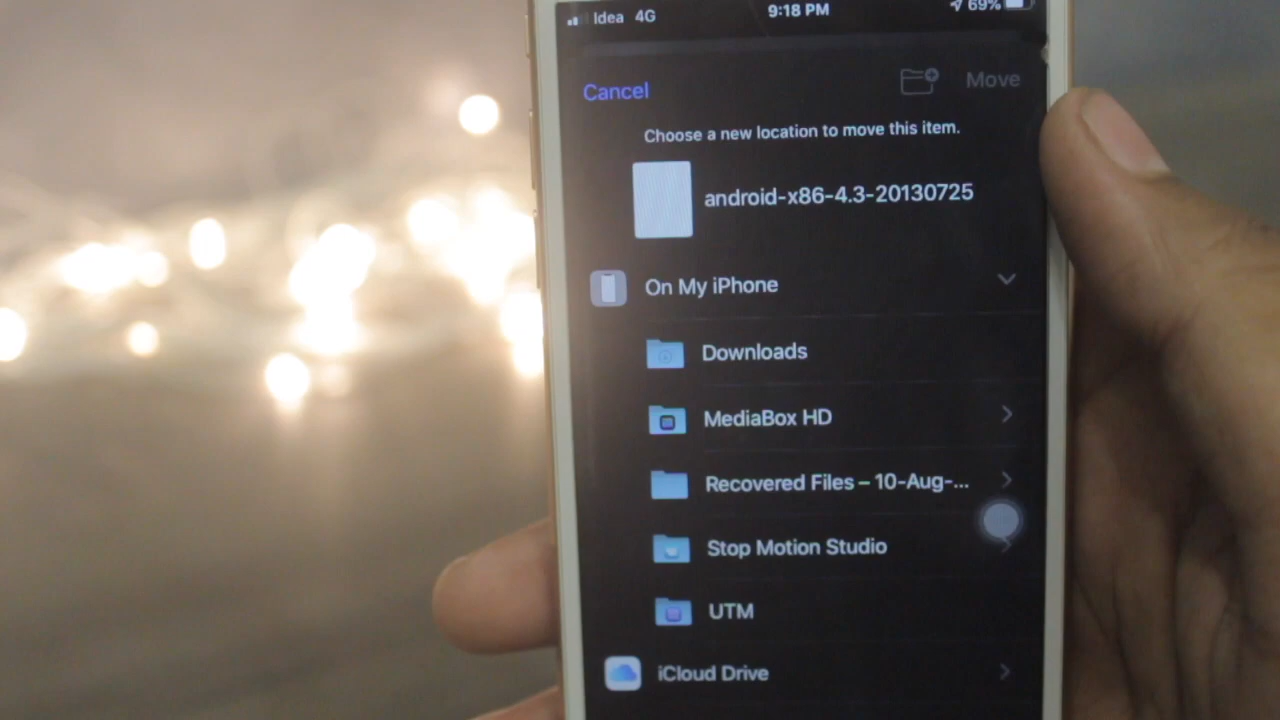 Idea 4G 9:18 PM 69%
Cancel Move
Choose a new location to move this item.
android-x86-4.3-20130725
On My iPhone
Downloads
MediaBox HD
Recovered Files – 10-Aug-...
Stop Motion Studio
UTM
iCloud Drive